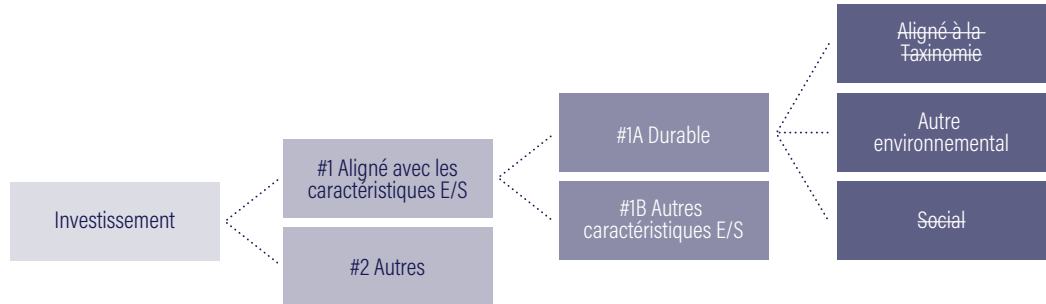 Investissement
#1 Aligné avec les
caractéristiques E/S
#2 Autres
#1A Durable
#1B Autres
caractéristiques E/S
Aligné à la
Taxinomie
Autre
environnemental
Social